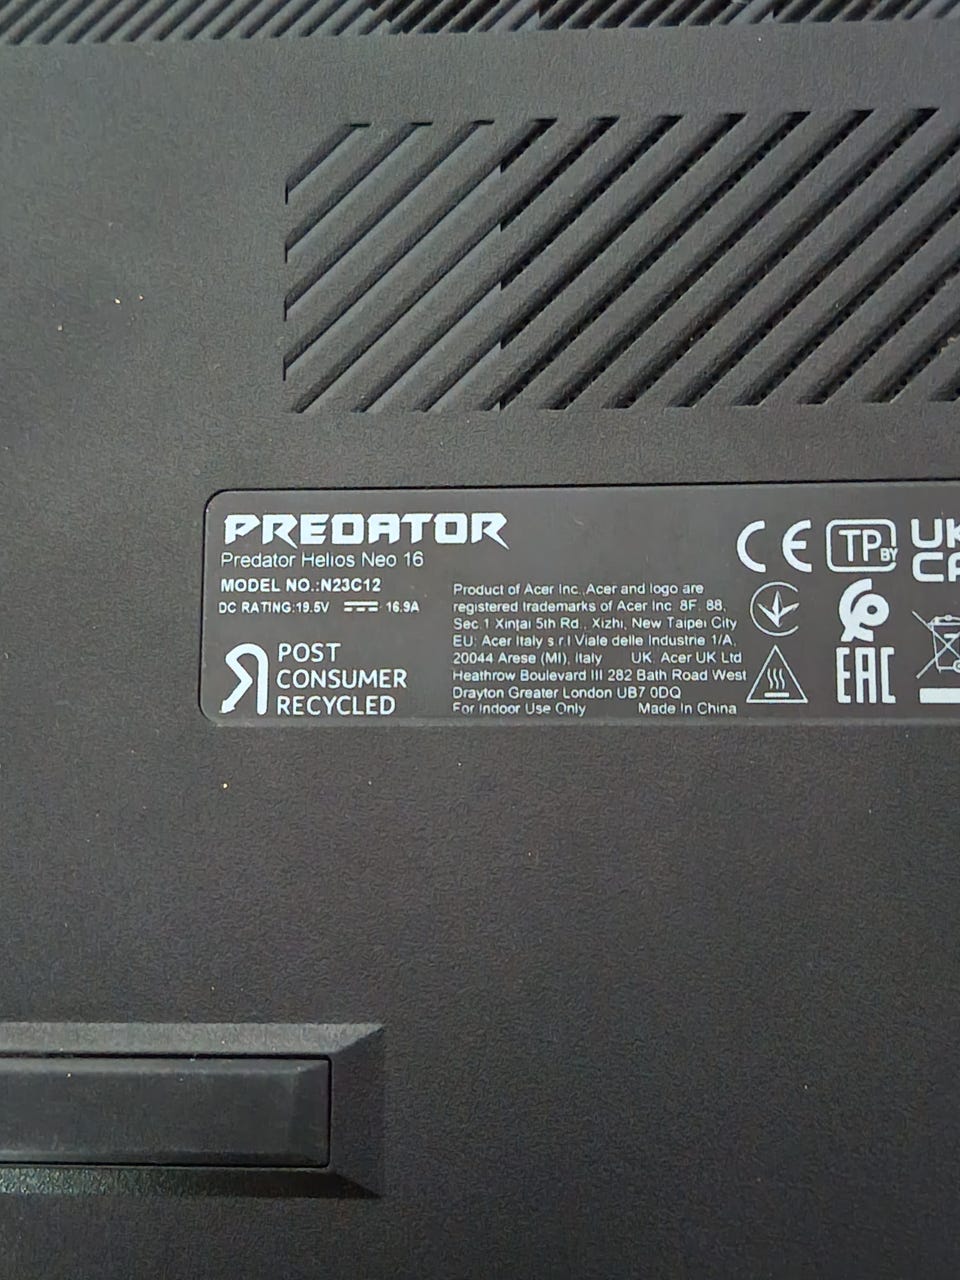 PREDATOR
Predator Helios Neo 16
MODEL NO.:N23C12
DC RATING:19.5V 16.9A
POST
CONSUMER
RECYCLED
Product of Acer Inc.,Acer and logo are
registered trademarks of Acer Inc. 8F, 88,
Sec.1 Xintai 5th Rd., Xizhi, New Taipei City
EU: Acer Italy s.r.l Viale delle Industrie 1/A,
20044 Arese (MI), Italy UK: Acer UK Ltd
Heathrow Boulevard III 282 Bath Road West
Drayton Greater London UB7 0DQ
For Indoor Use Only Made In China
CE
TP BY
UK
CA
EAC